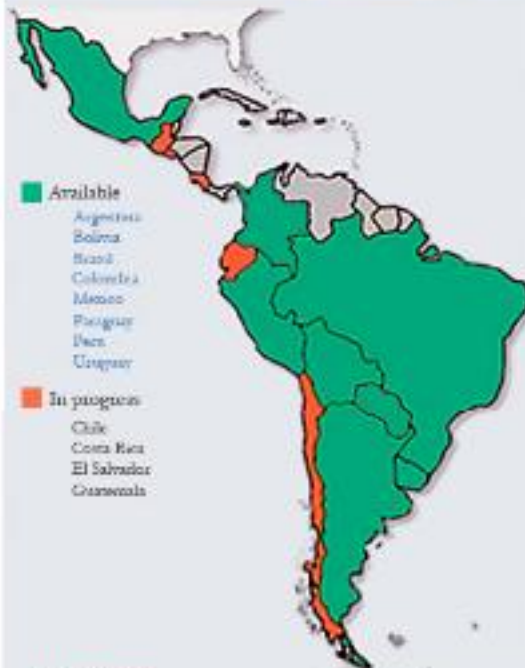 Available
Argentina
Bolivia
Brazil
Colombia
Mexico
Paraguay
Peru
Uruguay
In progress
Chile
Costa Rica
El Salvador
Guatemala